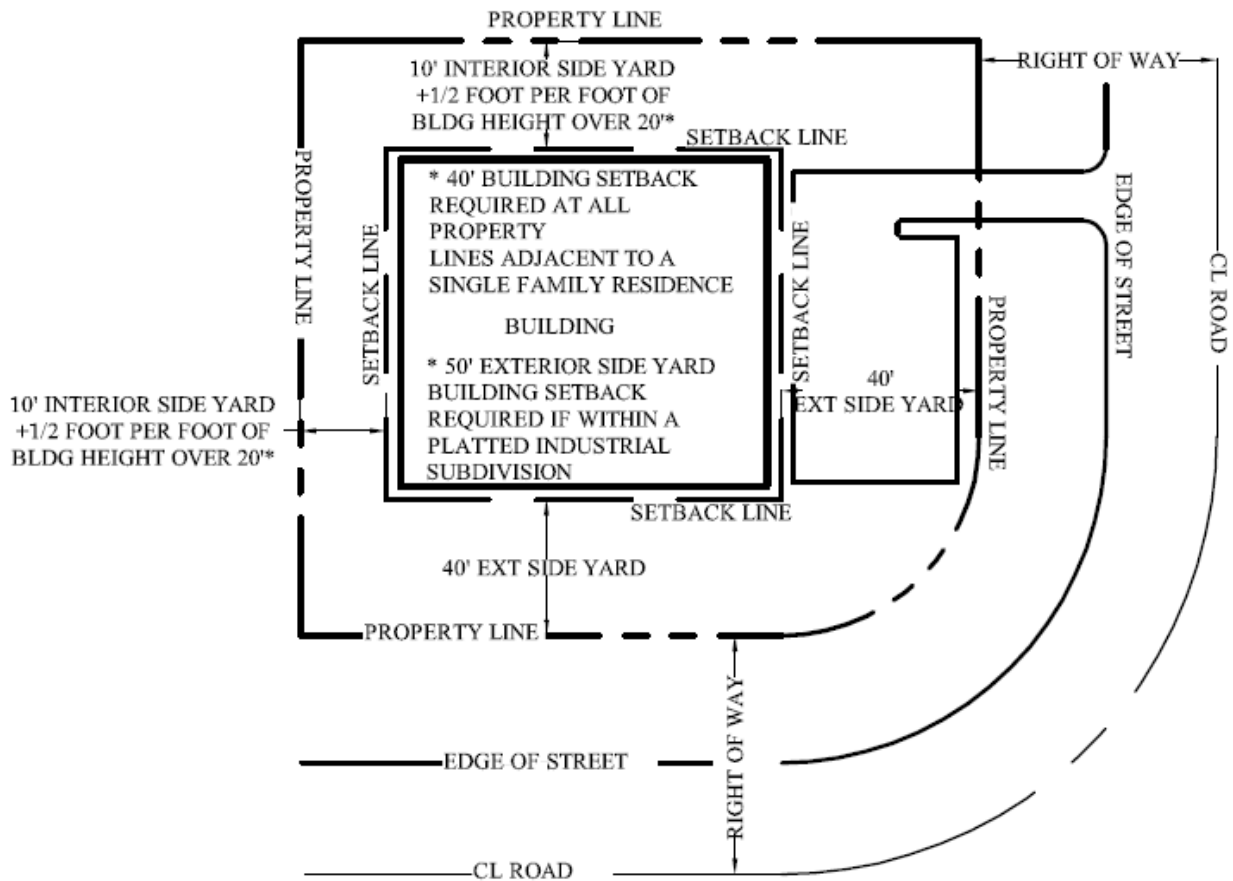 PROPERTY LINE
RIGHT OF WAY
10' INTERIOR SIDE YARD
+1/2 FOOT PER FOOT OF
BLDG HEIGHT OVER 20'*
SETBACK LINE
PROPERTY LINE
* 40' BUILDING SETBACK
REQUIRED AT ALL
PROPERTY
LINES ADJACENT TO A
SINGLE FAMILY RESIDENCE
BUILDING
* 50' EXTERIOR SIDE YARD
BUILDING SETBACK
REQUIRED IF WITHIN A
PLATTED INDUSTRIAL
SUBDIVISION
SETBACK LINE
SETBACK LINE
EDGE OF STREET
CL ROAD
PROPERTY LINE
40'
EXT SIDE YARD
10' INTERIOR SIDE YARD
+1/2 FOOT PER FOOT OF
BLDG HEIGHT OVER 20'*
SETBACK LINE
40' EXT SIDE YARD
PROPERTY LINE
RIGHT OF WAY
EDGE OF STREET
CL ROAD